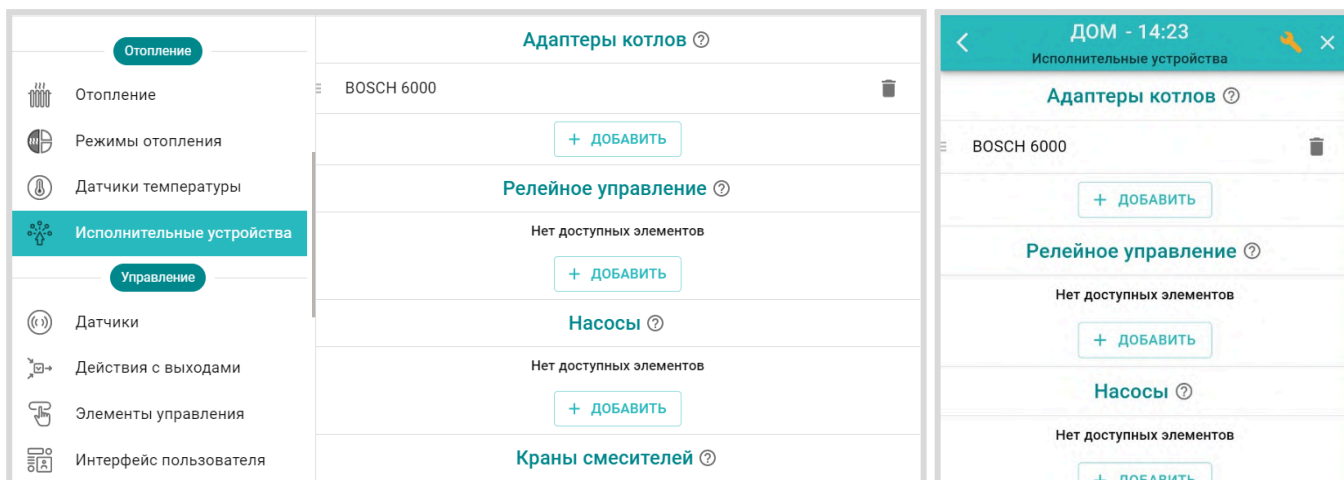 Отопление
Отопление
Режимы отопления
Датчики температуры
Исполнительные устройства
Управление
Датчики
Действия с выходами
Элементы управления
Интерфейс пользователя
Адаптеры котлов ?
BOSCH 6000
+ ДОБАВИТЬ
Релейное управление ?
Нет доступных элементов
+ ДОБАВИТЬ
Насосы ?
Нет доступных элементов
+ ДОБАВИТЬ
Краны смесителей ?
ДОМ - 14:23
Исполнительные устройства
Адаптеры котлов ?
BOSCH 6000
+ ДОБАВИТЬ
Релейное управление ?
Нет доступных элементов
+ ДОБАВИТЬ
Насосы ?
Нет доступных элементов
+ ДОБАВИТЬ